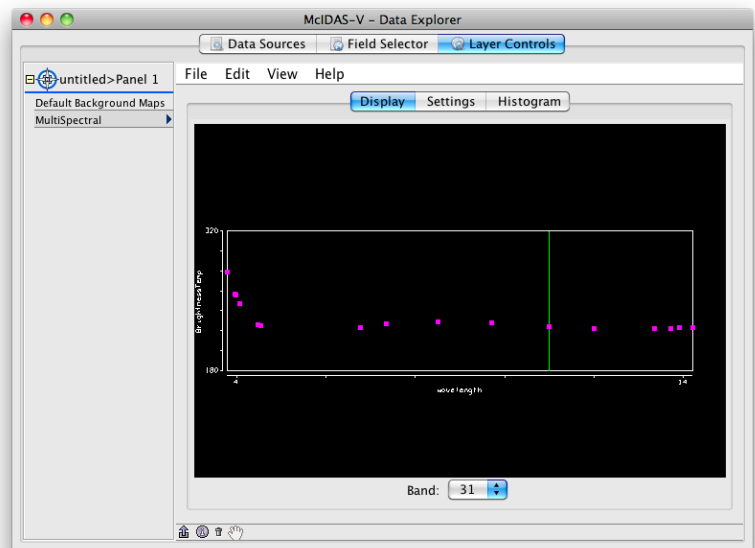 McIDAS-V – Data Explorer
Data Sources Field Selector Layer Controls
untitled>Panel 1
File Edit View Help
Default Background Maps
MultiSpectral
Display Settings Histogram
320
BrightnessTemp
180
4 14
wavelength
Band: 31